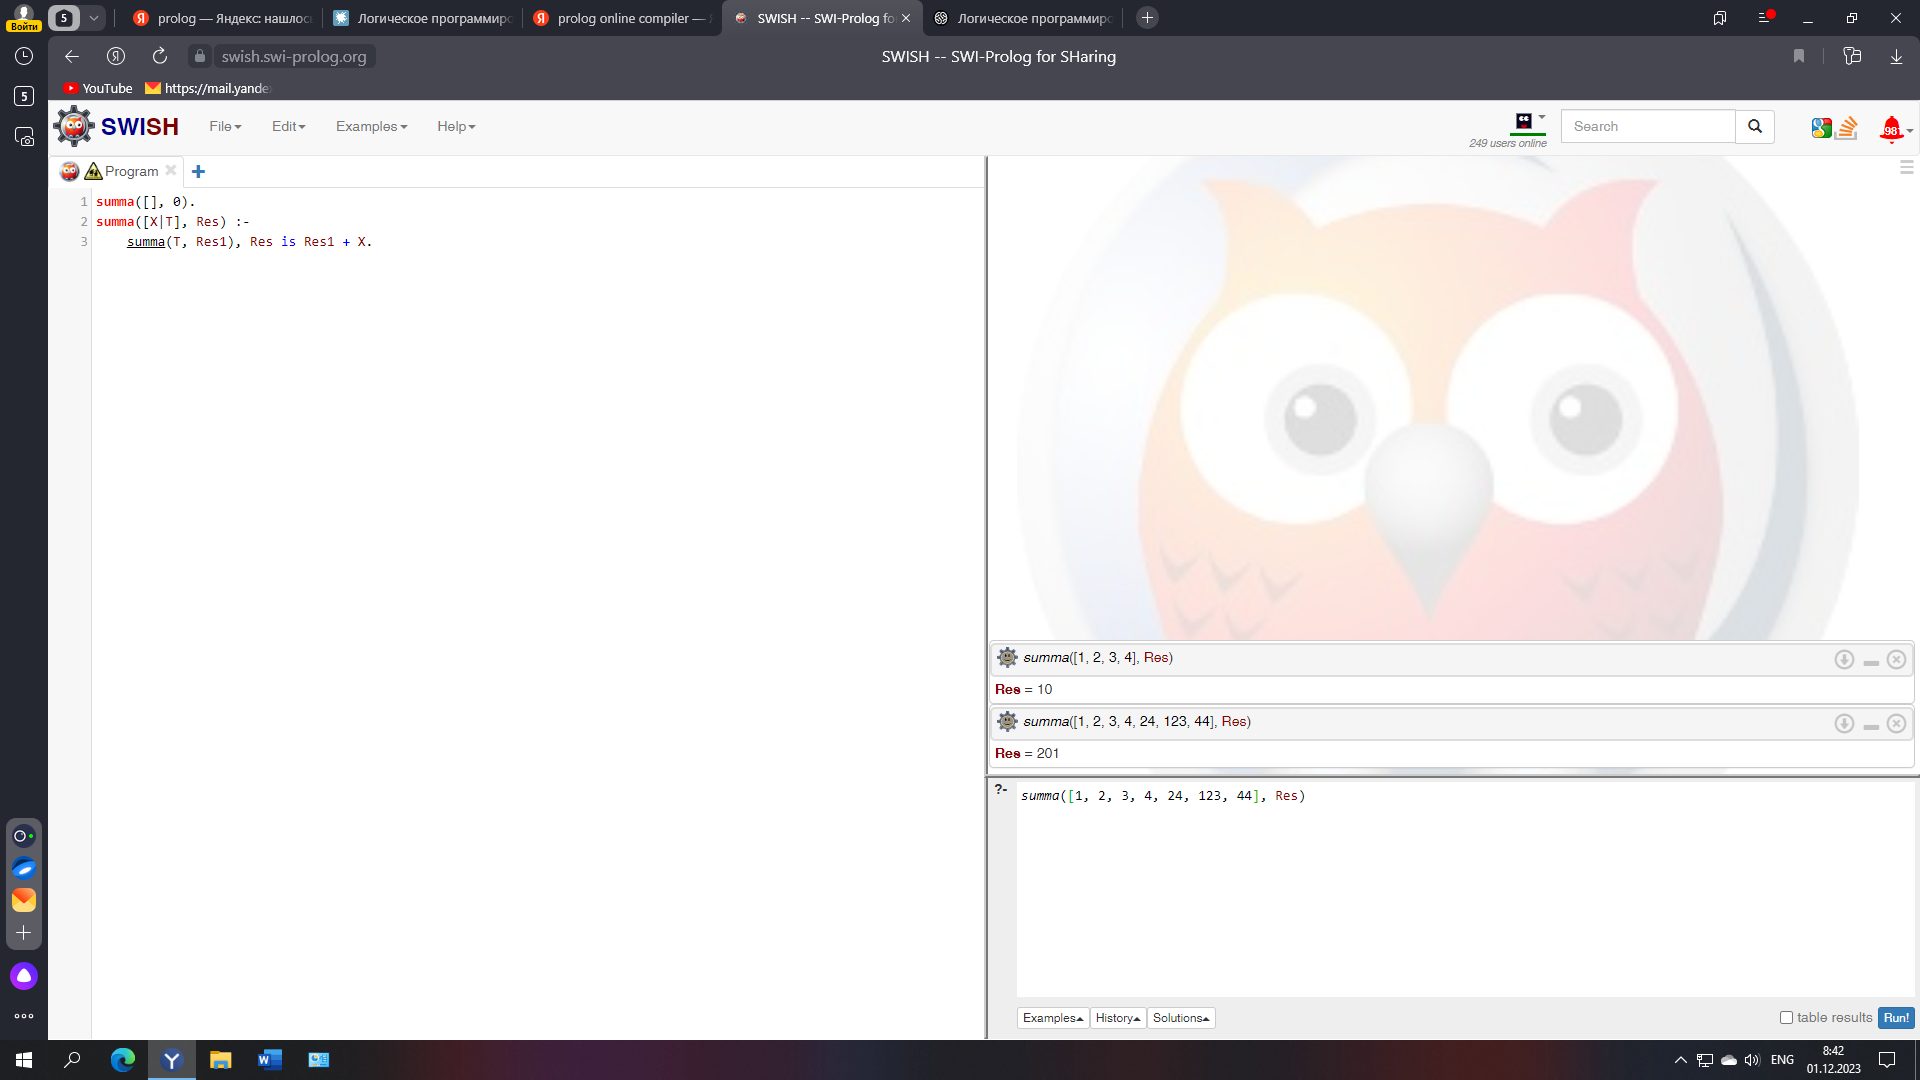 5
prolog — Яндекс: нашлос
Логическое программиро
prolog online compiler —
SWISH -- SWI-Prolog fo
Логическое программиро
Войти
swish.swi-prolog.org
SWISH -- SWI-Prolog for SHaring
5
YouTube
https://mail.yande
SWISH
File
Edit
Examples
Help
249 users online
Search
Program
1 summa([], 0).
2 summa([X|T], Res) :-
3 summa(T, Res1), Res is Res1 + X.
summa([1, 2, 3, 4], Res)
Res = 10
summa([1, 2, 3, 4, 24, 123, 44], Res)
Res = 201
?- summa([1, 2, 3, 4, 24, 123, 44], Res)
Examples
History
Solutions
table results
Run!
ENG
8:42
01.12.2023